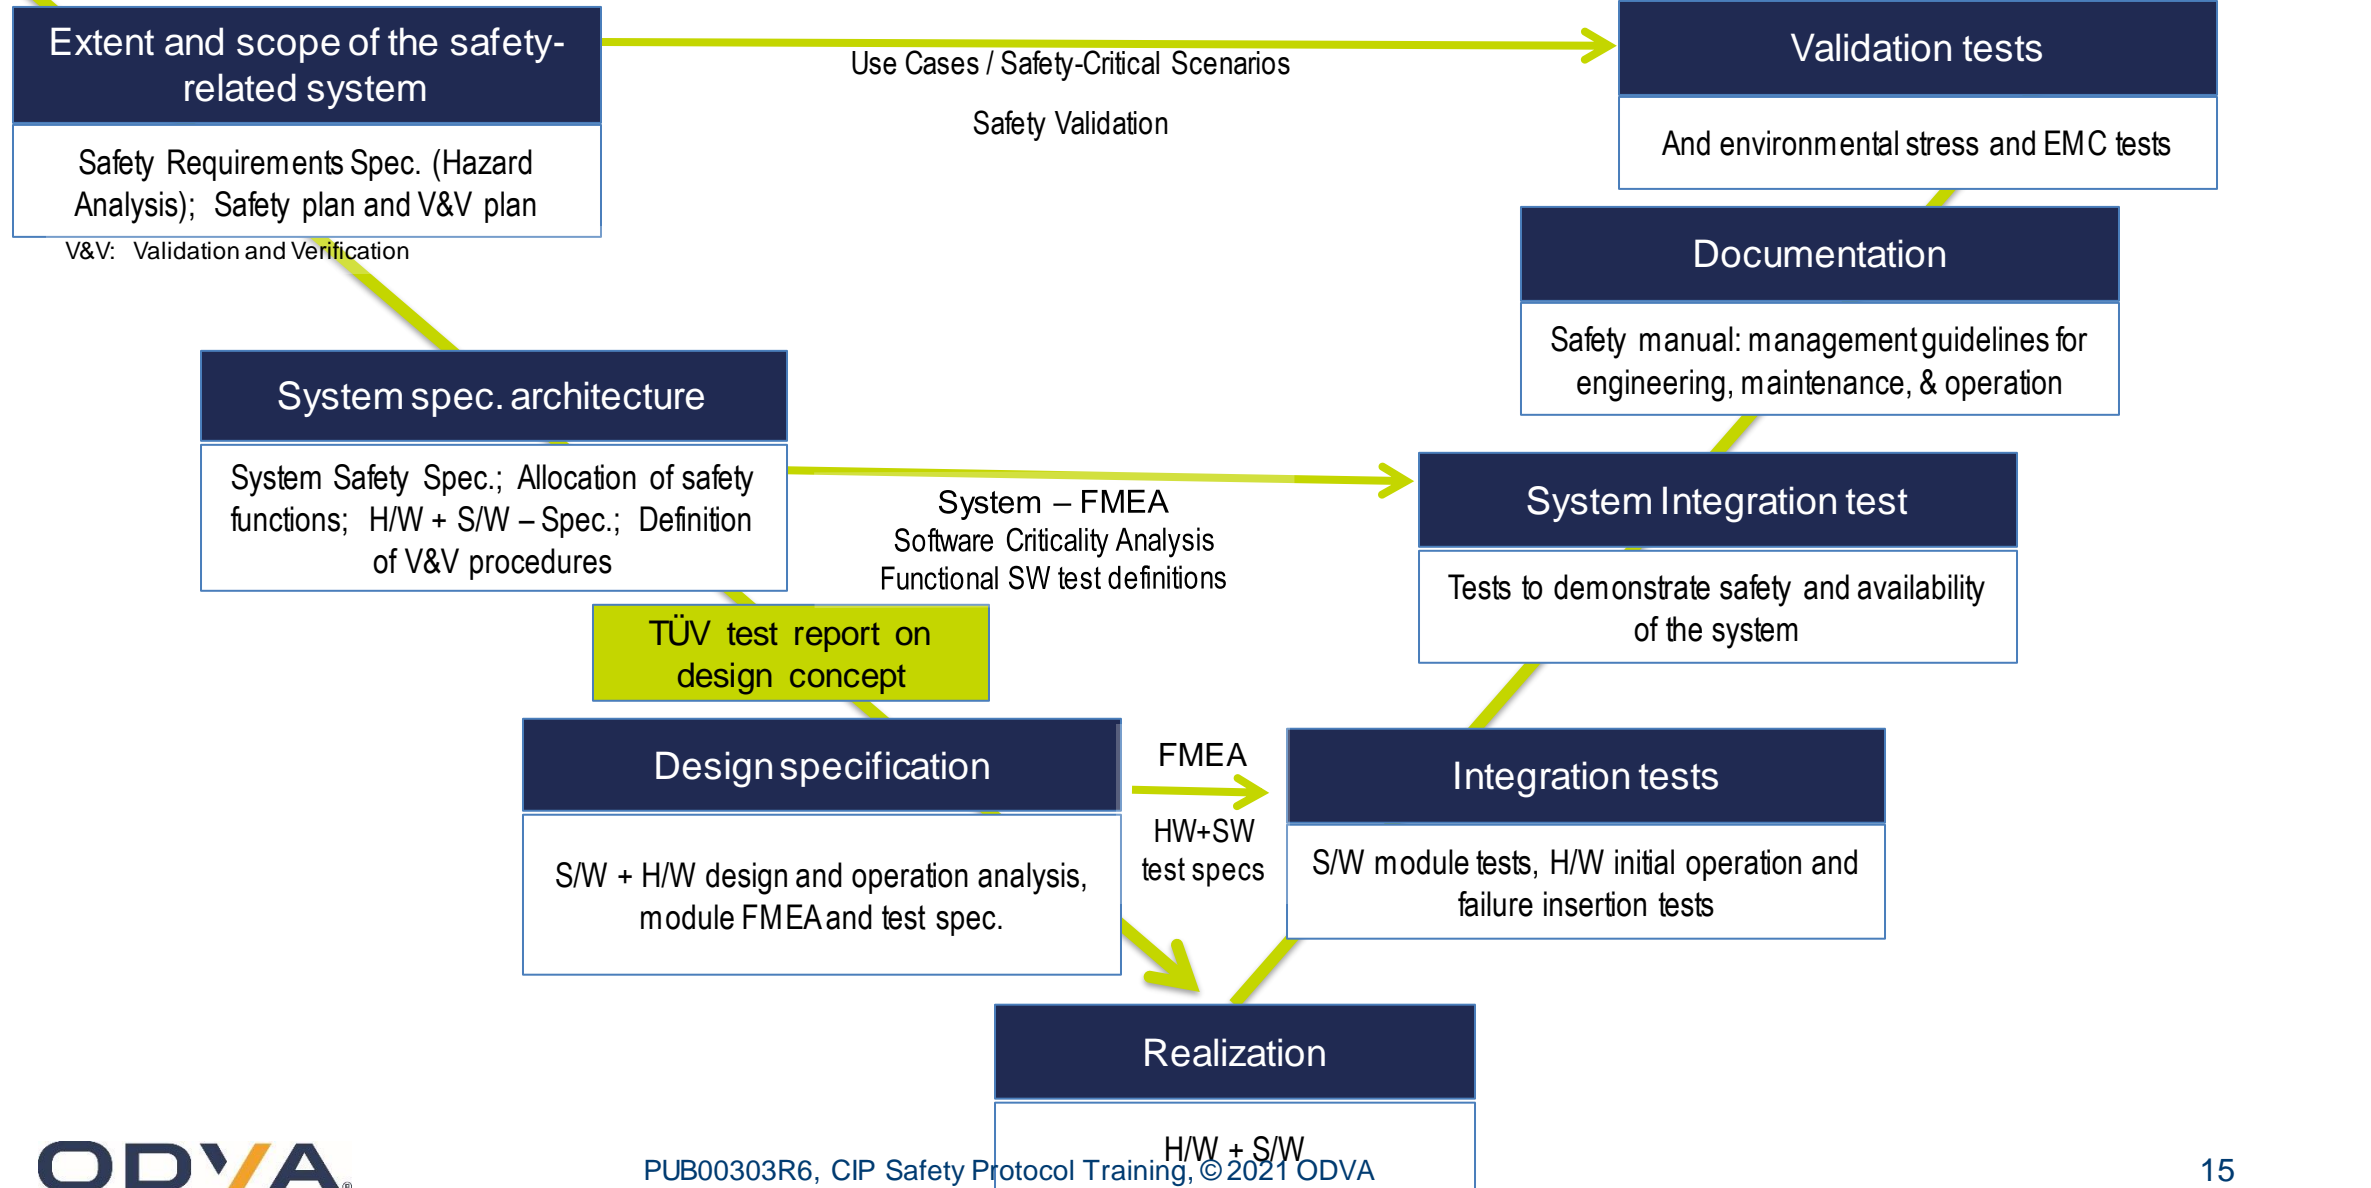 Extent and scope of the safety-
related system
Safety Requirements Spec. (Hazard
Analysis); Safety plan and V&V plan
V&V: Validation and Verification
Use Cases / Safety-Critical Scenarios
Safety Validation
Validation tests
And environmental stress and EMC tests
Documentation
Safety manual: management guidelines for
engineering, maintenance, & operation
System spec. architecture
System Safety Spec.; Allocation of safety
functions; H/W + S/W – Spec.; Definition
of V&V procedures
System – FMEA
Software Criticality Analysis
Functional SW test definitions
System Integration test
Tests to demonstrate safety and availability
of the system
TÜV test report on
design concept
Design specification
S/W + H/W design and operation analysis,
module FMEA and test spec.
FMEA
HW+SW
test specs
Integration tests
S/W module tests, H/W initial operation and
failure insertion tests
Realization
H/W + S/W
ODVA®
PUB00303R6, CIP Safety Protocol Training, © 2021 ODVA
15